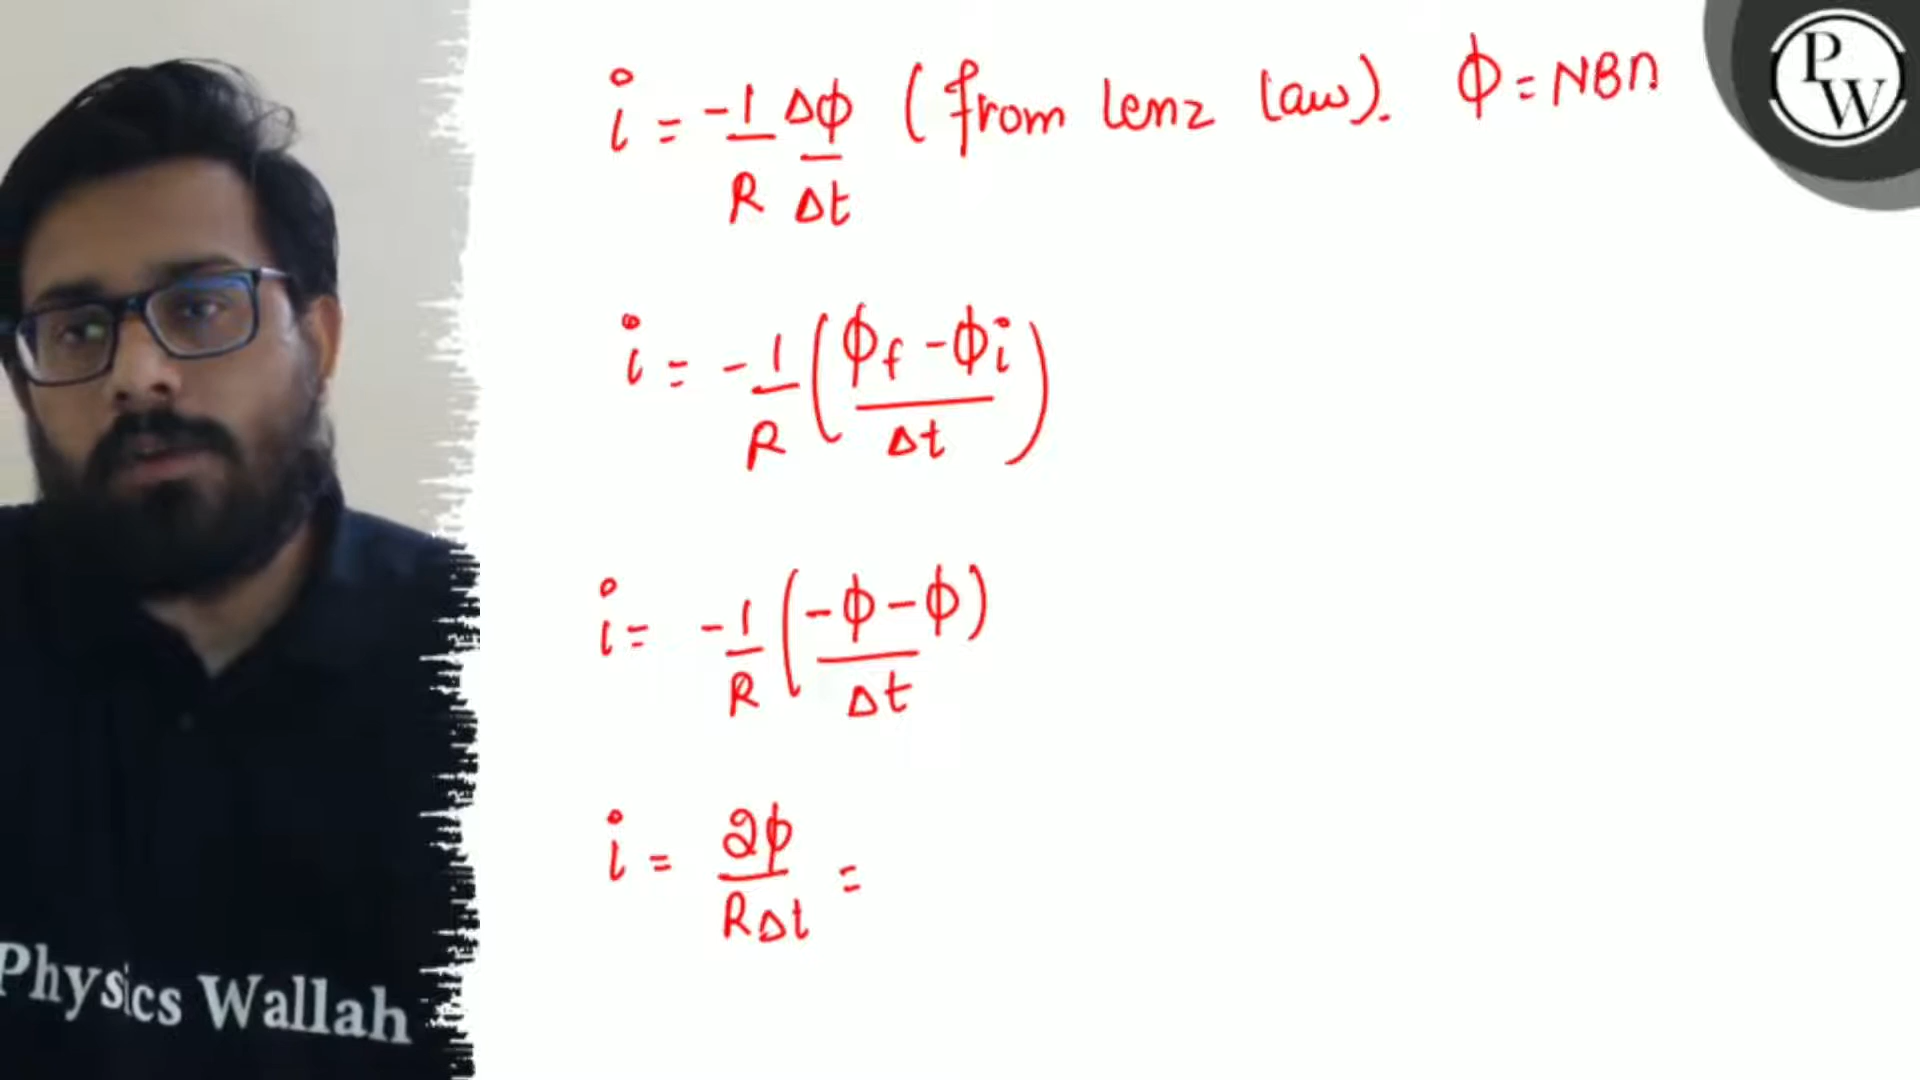 i = -1/R Δϕ/Δt (from lenz law). ϕ = NBA
PW
i = -1/R (ϕf - ϕi / Δt)
i = -1/R (-ϕ - ϕ / Δt)
i = 2ϕ/RΔt =
Physics Wallah